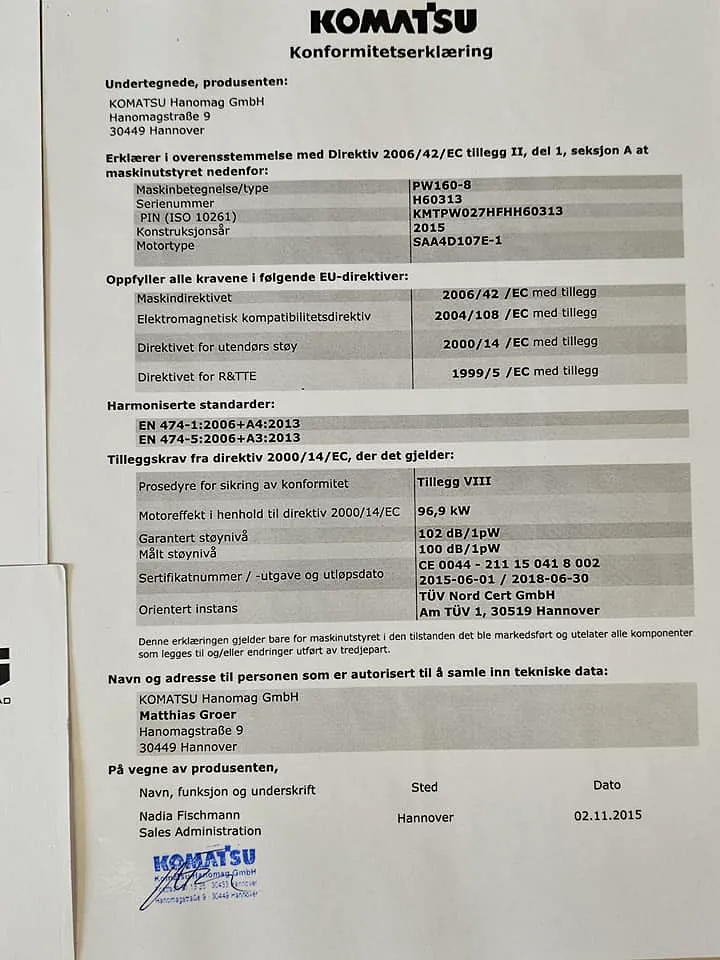 KOMATSU
Konformitetserklæring
Undertegnede, produsenten:
KOMATSU Hanomag GmbH
Hanomagstraße 9
30449 Hannover
Erklærer i overensstemmelse med Direktiv 2006/42/EC tillegg II, del 1, seksjon A at
maskinutstyret nedenfor:
Maskinbetegnelse/type PW160-8
Serienummer H60313
PIN (ISO 10261) KMTPW027HFHH60313
Konstruksjonsår 2015
Motortype SAA4D107E-1
Oppfyller alle kravene i følgende EU-direktiver:
Maskindirektivet 2006/42 /EC med tillegg
Elektromagnetisk kompatibilitetsdirektiv 2004/108 /EC med tillegg
Direktivet for utendørs støy 2000/14 /EC med tillegg
Direktivet for R&TTE 1999/5 /EC med tillegg
Harmoniserte standarder:
EN 474-1:2006+A4:2013
EN 474-5:2006+A3:2013
Tilleggskrav fra direktiv 2000/14/EC, der det gjelder:
Prosedyre for sikring av konformitet Tillegg VIII
Motoreffekt i henhold til direktiv 2000/14/EC 96,9 kW
Garantert støynivå 102 dB/1pW
Målt støynivå 100 dB/1pW
Sertifikatnummer / -utgave og utløpsdato CE 0044 - 211 15 041 8 002
2015-06-01 / 2018-06-30
Orientert instans TÜV Nord Cert GmbH
Am TÜV 1, 30519 Hannover
Denne erklæringen gjelder bare for maskinutstyret i den tilstanden det ble markedsført og utelater alle komponenter
som legges til og/eller endringer utført av tredjepart.
Navn og adresse til personen som er autorisert til å samle inn tekniske data:
KOMATSU Hanomag GmbH
Matthias Groer
Hanomagstraße 9
30449 Hannover
På vegne av produsenten,
Navn, funksjon og underskrift Sted Dato
Nadia Fischmann Hannover 02.11.2015
Sales Administration
KOMATSU
Komatsu Hanomag GmbH
Hanomagstraße 9 · 30449 Hannover